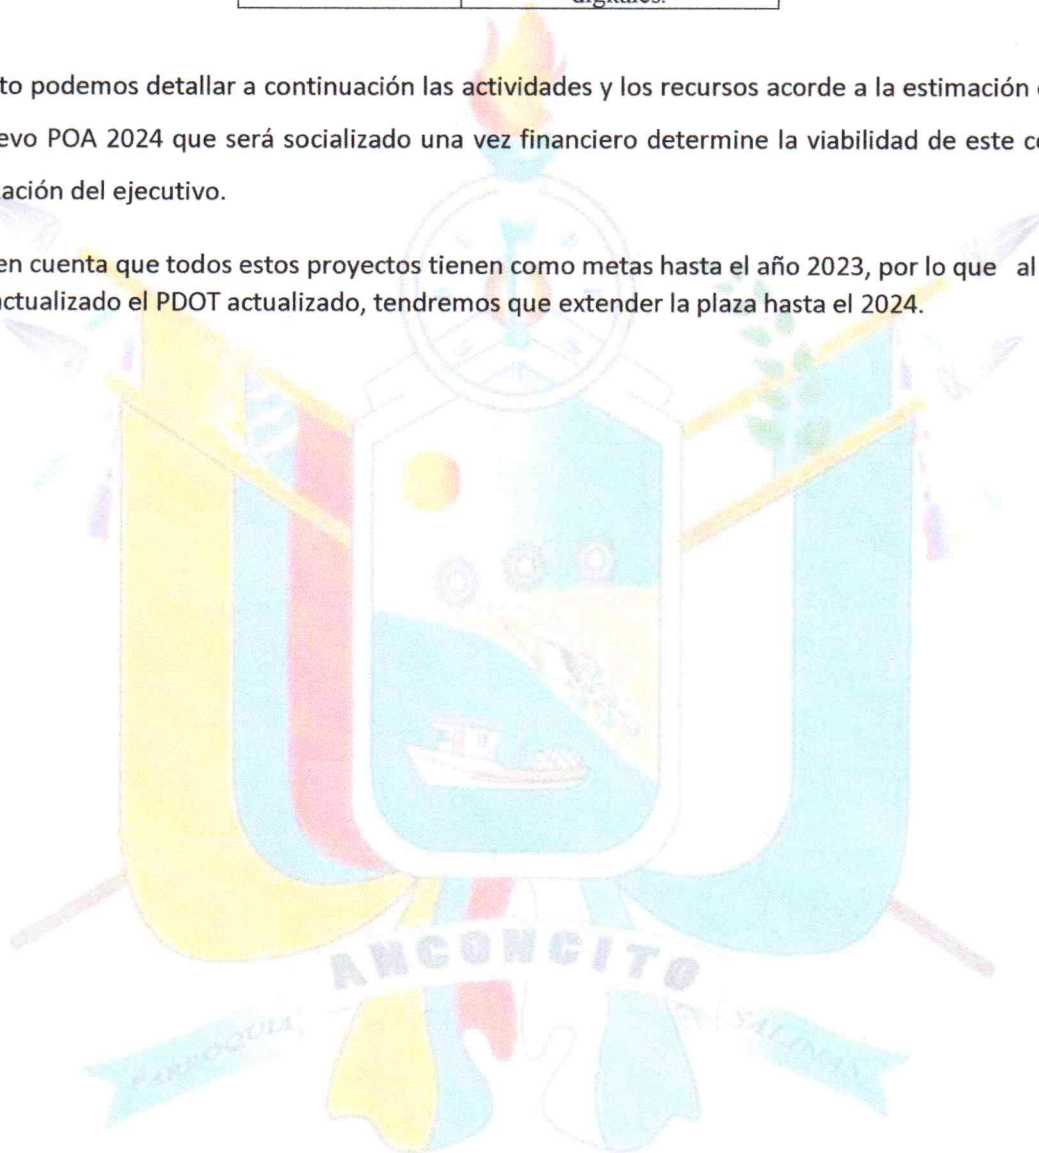 digitales.
to podemos detallar a continuación las actividades y los recursos acorde a la estimación
evo POA 2024 que será socializado una vez financiero determine la viabilidad de este
ación del ejecutivo.
en cuenta que todos estos proyectos tienen como metas hasta el año 2023, por lo que al
actualizado el PDOT actualizado, tendremos que extender la plaza hasta el 2024.
ANCONCITO
PARROQUIA
SALINAS